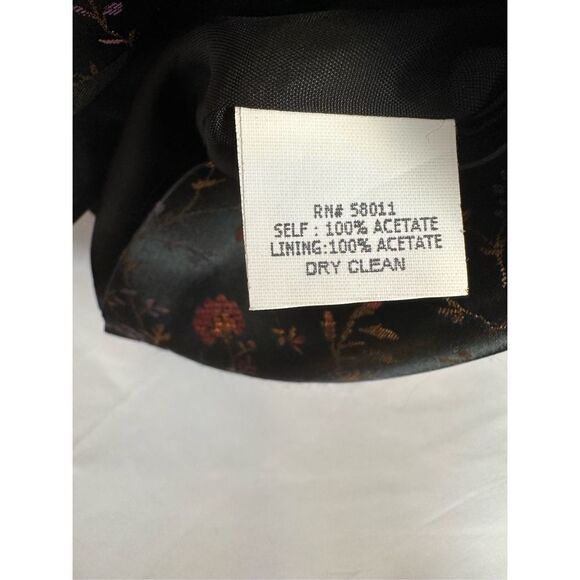 RN# 58011
SELF : 100% ACETATE
LINING:100% ACETATE
DRY CLEAN